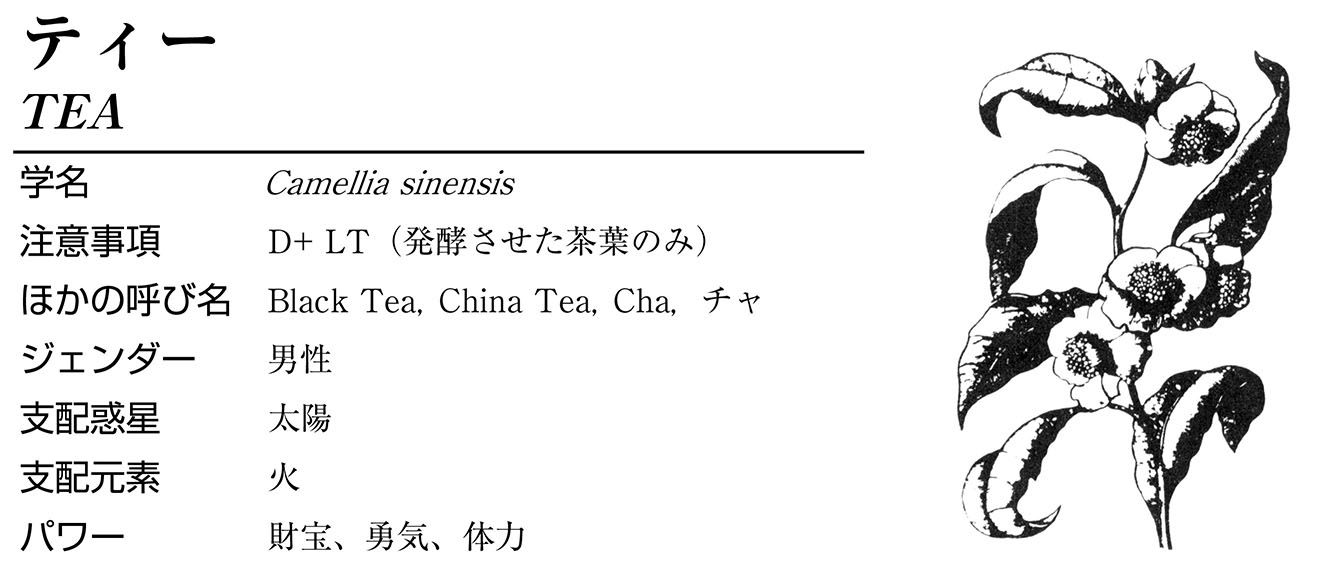 ティー
TEA
学名 Camellia sinensis
注意事項 D+ LT（発酵させた茶葉のみ）
ほかの呼び名 Black Tea, China Tea, Cha, チャ
ジェンダー 男性
支配惑星 太陽
支配元素 火
パワー 財宝、勇気、体力